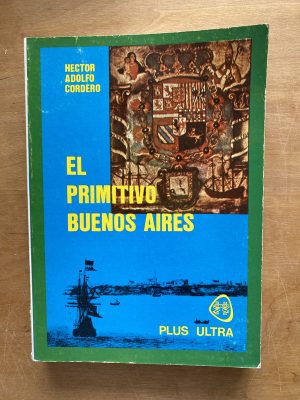 HECTOR
ADOLFO
CORDERO
EL
PRIMITIVO
BUENOS AIRES
PLUS ULTRA